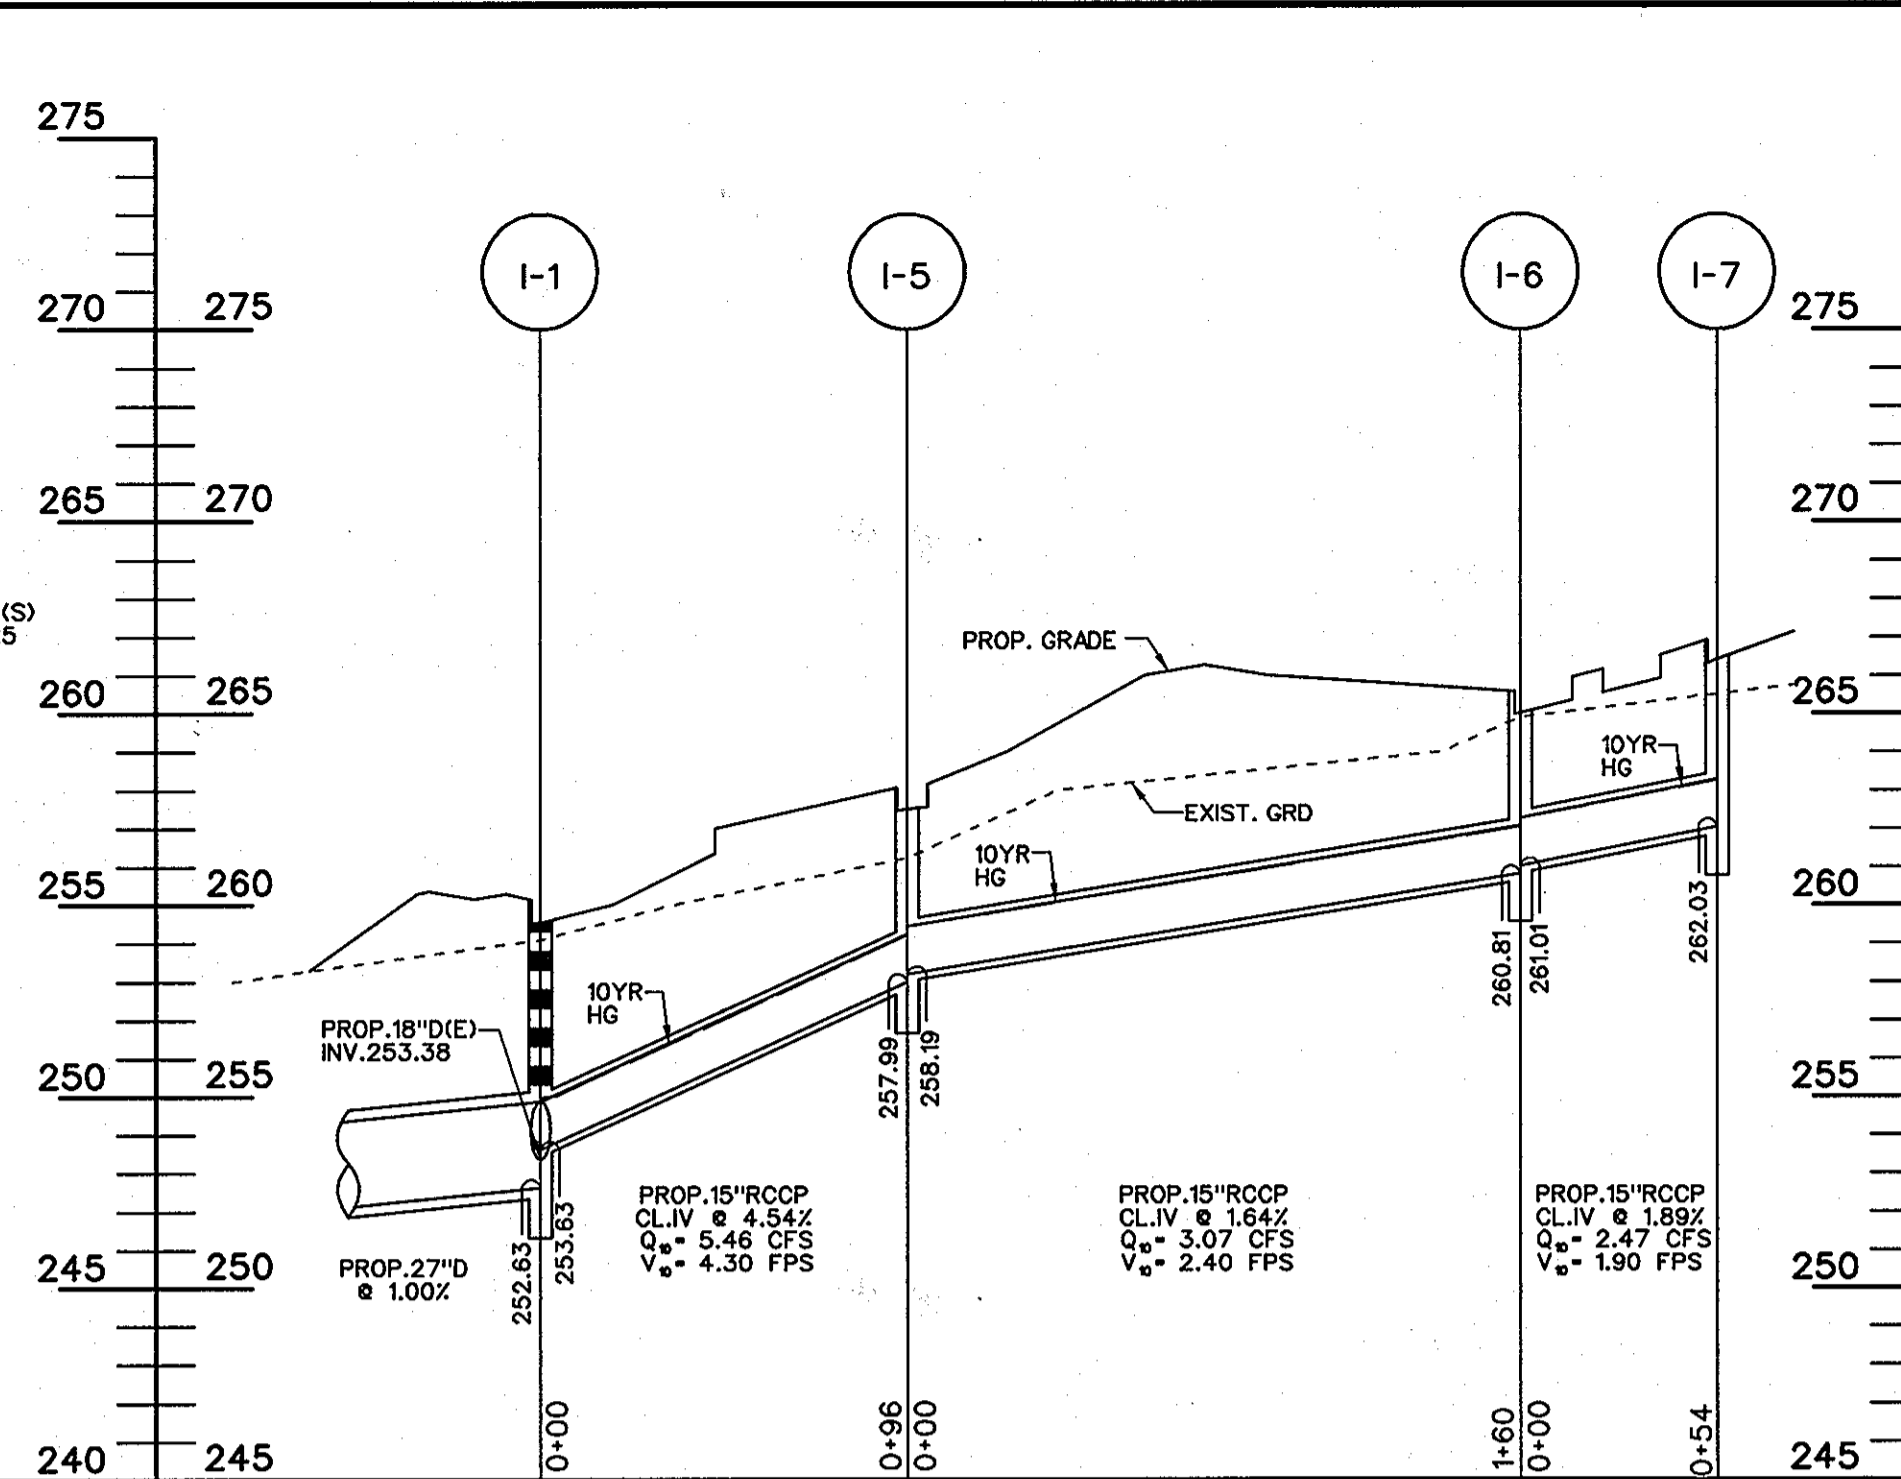 275
270
265
260
255
250
245
240
275
270
265
260
255
250
245
(S)
5
I-1
I-5
I-6
I-7
275
270
265
260
255
250
245
PROP. GRADE
EXIST. GRD
10YR
HG
10YR
HG
10YR
HG
PROP.18"D(E)
INV.253.38
PROP.27"D
@ 1.00%
252.63
253.63
257.99
258.19
260.81
261.01
262.03
PROP.15"RCCP
CL.IV @ 4.54%
Q10= 5.46 CFS
V10= 4.30 FPS
PROP.15"RCCP
CL.IV @ 1.64%
Q10= 3.07 CFS
V10= 2.40 FPS
PROP.15"RCCP
CL.IV @ 1.89%
Q10= 2.47 CFS
V10= 1.90 FPS
0+00
0+96
0+00
1+60
0+00
0+54